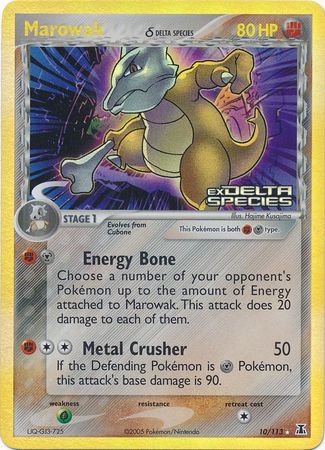 Marowak
δ DELTA SPECIES
80 HP
EX DELTA
SPECIES
Illus. Hajime Kusajima
STAGE 1
Evolves from
Cubone
This Pokémon is both type.
Energy Bone
Choose a number of your opponent's
Pokémon up to the amount of Energy
attached to Marowak. This attack does 20
damage to each of them.
Metal Crusher 50
If the Defending Pokémon is Pokémon,
this attack's base damage is 90.
weakness resistance retreat cost
LIQ-GI3-725 ©2005 Pokémon/Nintendo 10/113 ★